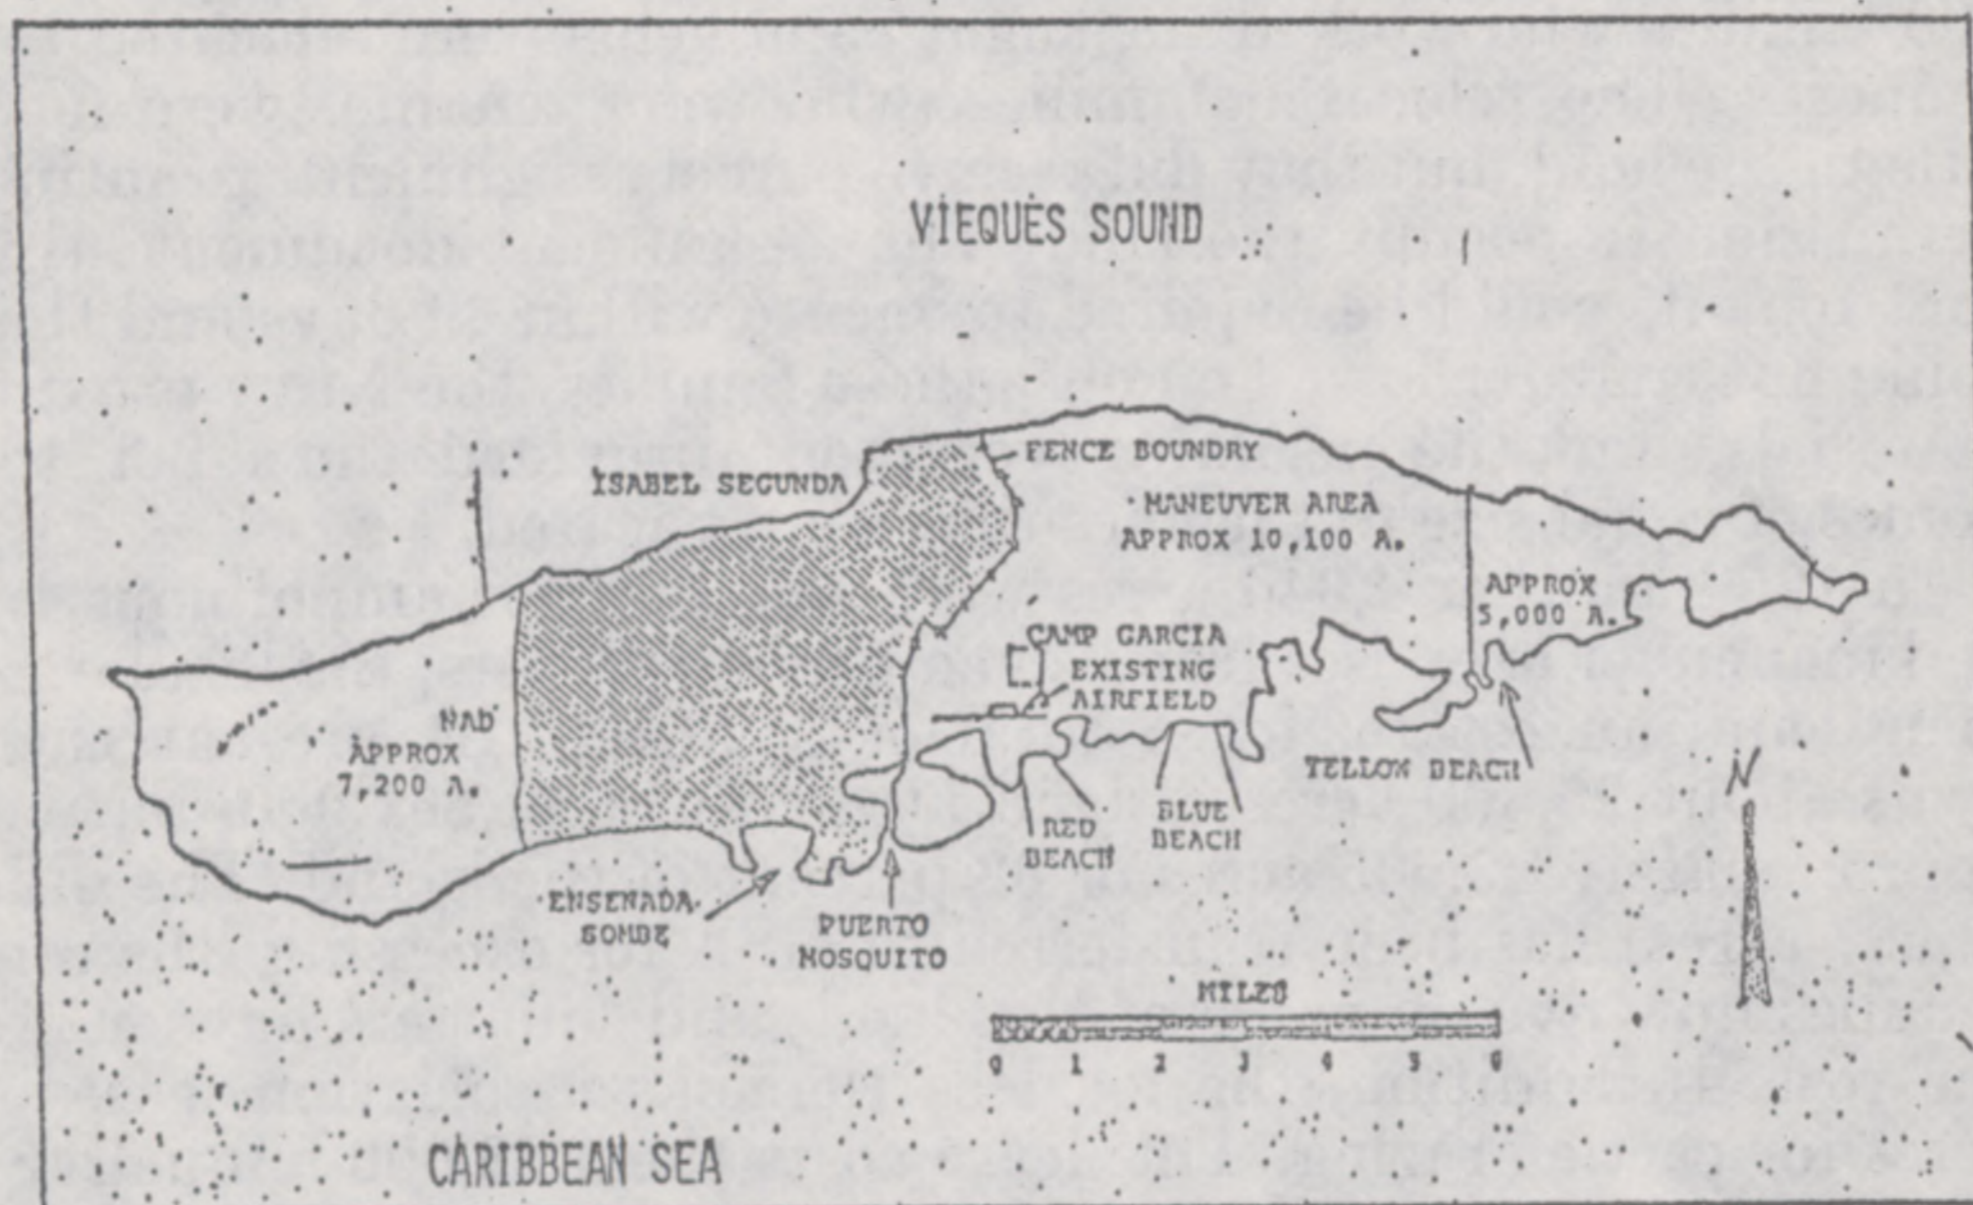 VIEQUES SOUND
ISABEL SEGUNDA
FENCE BOUNDRY
MANEUVER AREA
APPROX 10,100 A.
APPROX
5,000 A.
CAMP GARCIA
EXISTING
AIRFIELD
NAD
APPROX
7,200 A.
YELLOW BEACH
N
RED
BEACH
BLUE
BEACH
ENSENADA
SOMBE
PUERTO
MOSQUITO
MILES
0 1 2 3 4 5 6
CARIBBEAN SEA